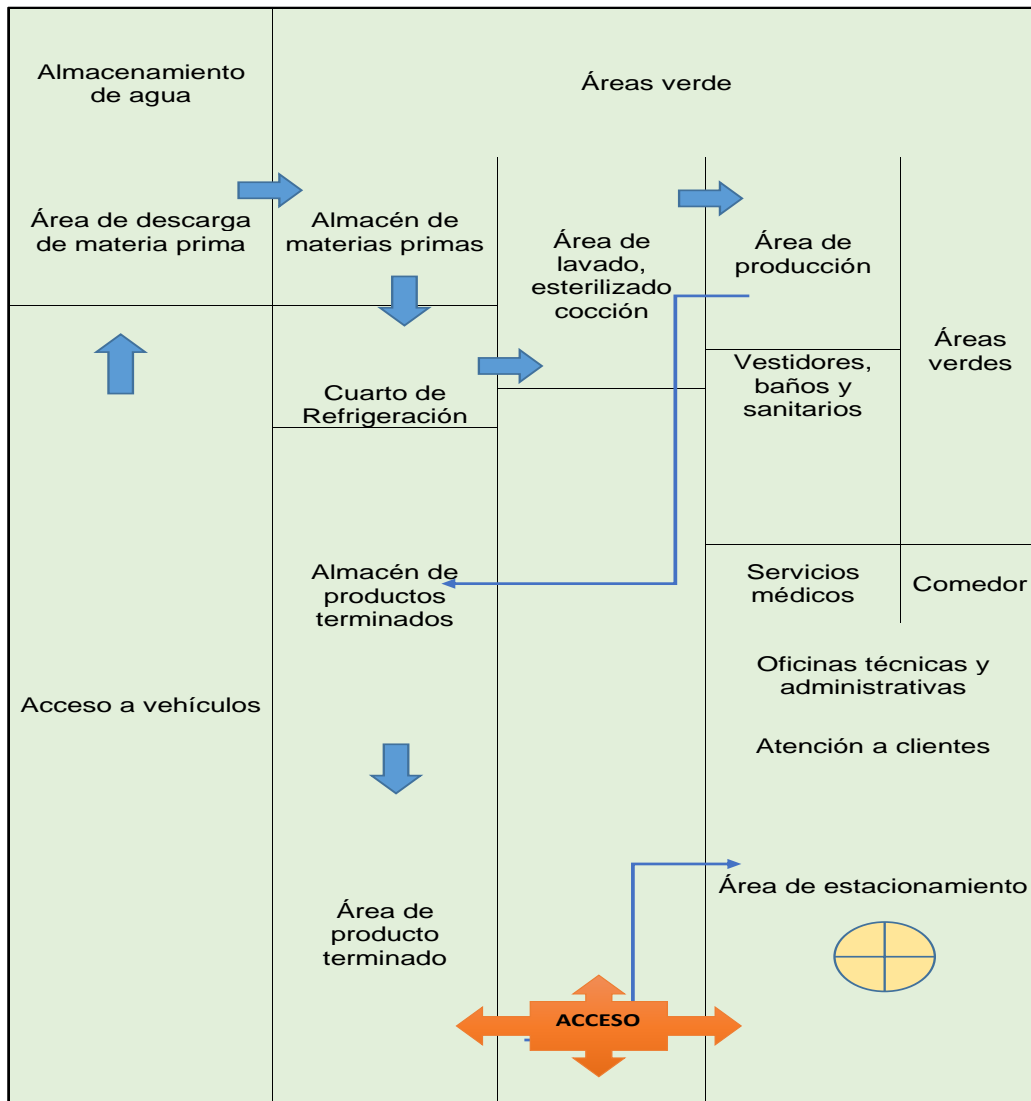 Almacenamiento
de agua
Áreas verde
Área de descarga
de materia prima
Almacén de
materias primas
Área de
lavado,
esterilizado
cocción
Área de
producción
Áreas
verdes
Cuarto de
Refrigeración
Vestidores,
baños y
sanitarios
Almacén de
productos
terminados
Servicios
médicos
Comedor
Oficinas técnicas y
administrativas
Acceso a vehículos
Atención a clientes
Área de estacionamiento
Área de
producto
terminado
ACCESO